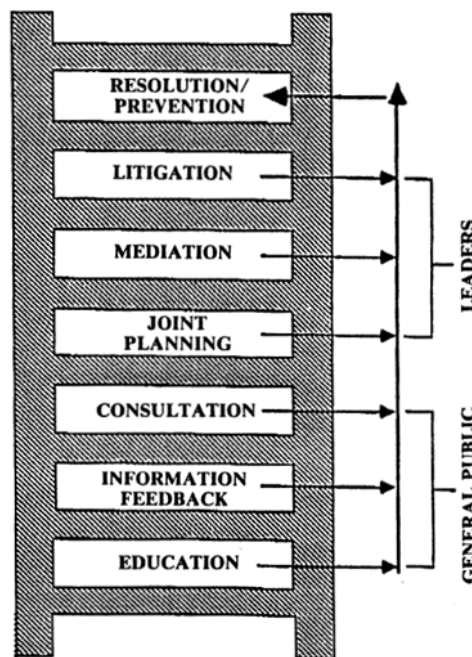 RESOLUTION/
PREVENTION
LITIGATION
MEDIATION
JOINT
PLANNING
CONSULTATION
INFORMATION
FEEDBACK
EDUCATION
LEADERS
GENERAL PUBLIC